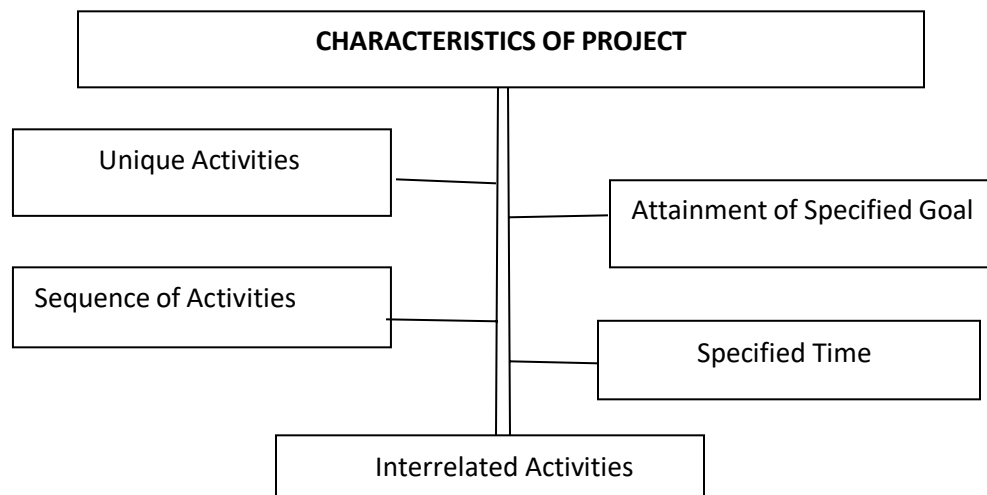 CHARACTERISTICS OF PROJECT
Unique Activities
Attainment of Specified Goal
Sequence of Activities
Specified Time
Interrelated Activities